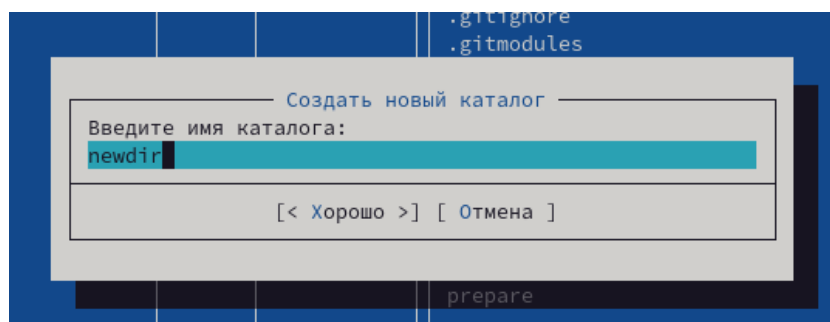 .gitignore
.gitmodules
Создать новый каталог
Введите имя каталога:
newdir
[< Хорошо >] [ Отмена ]
prepare